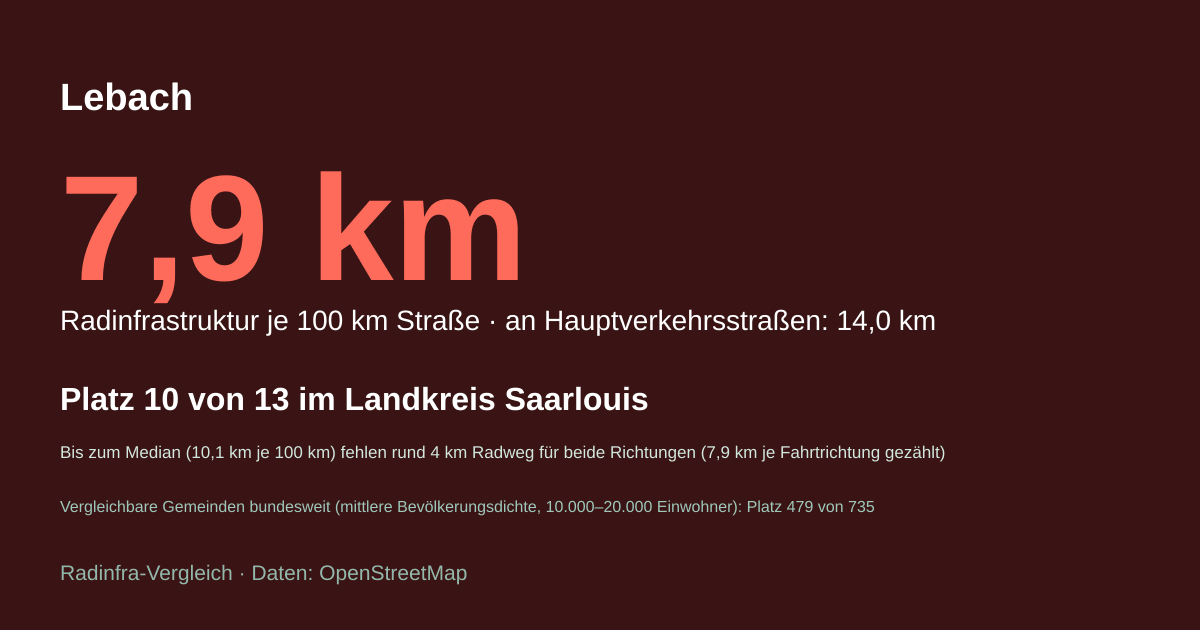 Lebach
7,9 km
Radinfrastruktur je 100 km Straße · an Hauptverkehrsstraßen: 14,0 km
Platz 10 von 13 im Landkreis Saarlouis
Bis zum Median (10,1 km je 100 km) fehlen rund 4 km Radweg für beide Richtungen (7,9 km je Fahrtrichtung gezählt)
Vergleichbare Gemeinden bundesweit (mittlere Bevölkerungsdichte, 10.000–20.000 Einwohner): Platz 479 von 735
Radinfra-Vergleich · Daten: OpenStreetMap